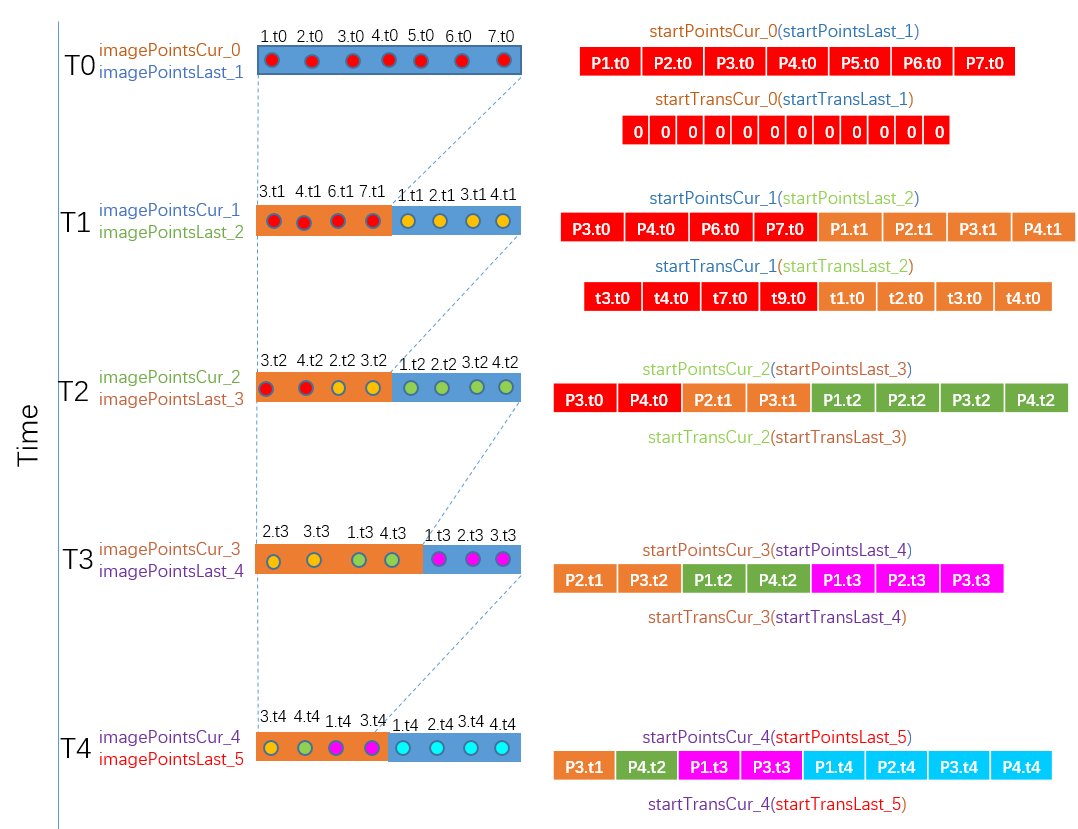 Time
T0
imagePointsCur_0
imagePointsLast_1
1.t0 2.t0 3.t0 4.t0 5.t0 6.t0 7.t0
startPointsCur_0(startPointsLast_1)
P1.t0 P2.t0 P3.t0 P4.t0 P5.t0 P6.t0 P7.t0
startTransCur_0(startTransLast_1)
0 0 0 0 0 0 0 0 0 0 0 0
T1
imagePointsCur_1
imagePointsLast_2
3.t1 4.t1 6.t1 7.t1 1.t1 2.t1 3.t1 4.t1
startPointsCur_1(startPointsLast_2)
P3.t0 P4.t0 P6.t0 P7.t0 P1.t1 P2.t1 P3.t1 P4.t1
startTransCur_1(startTransLast_2)
t3.t0 t4.t0 t7.t0 t9.t0 t1.t0 t2.t0 t3.t0 t4.t0
T2
imagePointsCur_2
imagePointsLast_3
3.t2 4.t2 2.t2 3.t2 1.t2 2.t2 3.t2 4.t2
startPointsCur_2(startPointsLast_3)
P3.t0 P4.t0 P2.t1 P3.t1 P1.t2 P2.t2 P3.t2 P4.t2
startTransCur_2(startTransLast_3)
T3
imagePointsCur_3
imagePointsLast_4
2.t3 3.t3 1.t3 4.t3 1.t3 2.t3 3.t3
startPointsCur_3(startPointsLast_4)
P2.t1 P3.t2 P1.t2 P4.t2 P1.t3 P2.t3 P3.t3
startTransCur_3(startTransLast_4)
T4
imagePointsCur_4
imagePointsLast_5
3.t4 4.t4 1.t4 3.t4 1.t4 2.t4 3.t4 4.t4
startPointsCur_4(startPointsLast_5)
P3.t1 P4.t2 P1.t3 P3.t3 P1.t4 P2.t4 P3.t4 P4.t4
startTransCur_4(startTransLast_5)